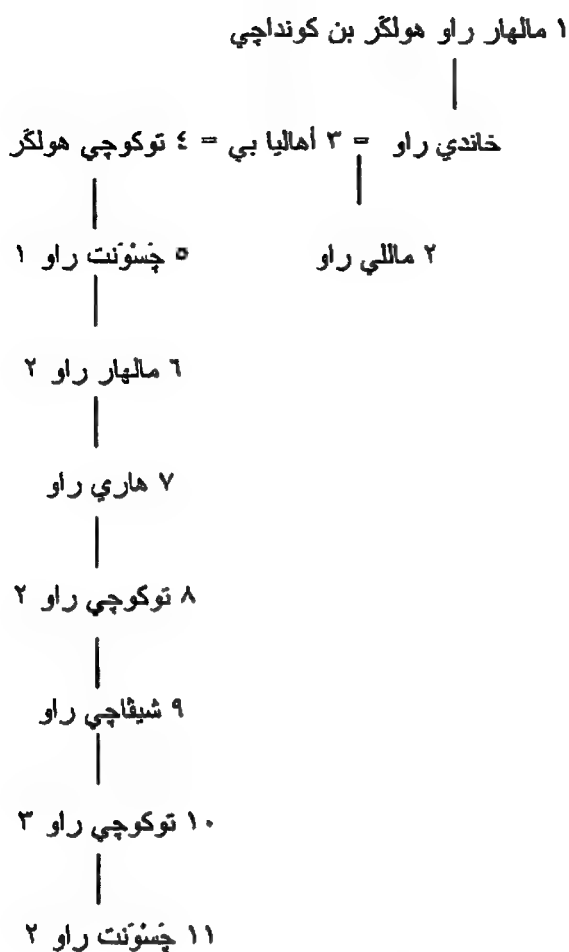 ١ مالهار راو هولكّر بن كونداچي
خاندي راو = ٣ أهاليا بي = ٤ توكوچي هولكّر
٥ چَسْوَنت راو ١
٢ ماللي راو
٦ مالهار راو ٢
٧ هاري راو
٨ توكوچي راو ٢
٩ شيڤاچي راو
١٠ توكوچي راو ٣
١١ چَسْوَنت راو ٢